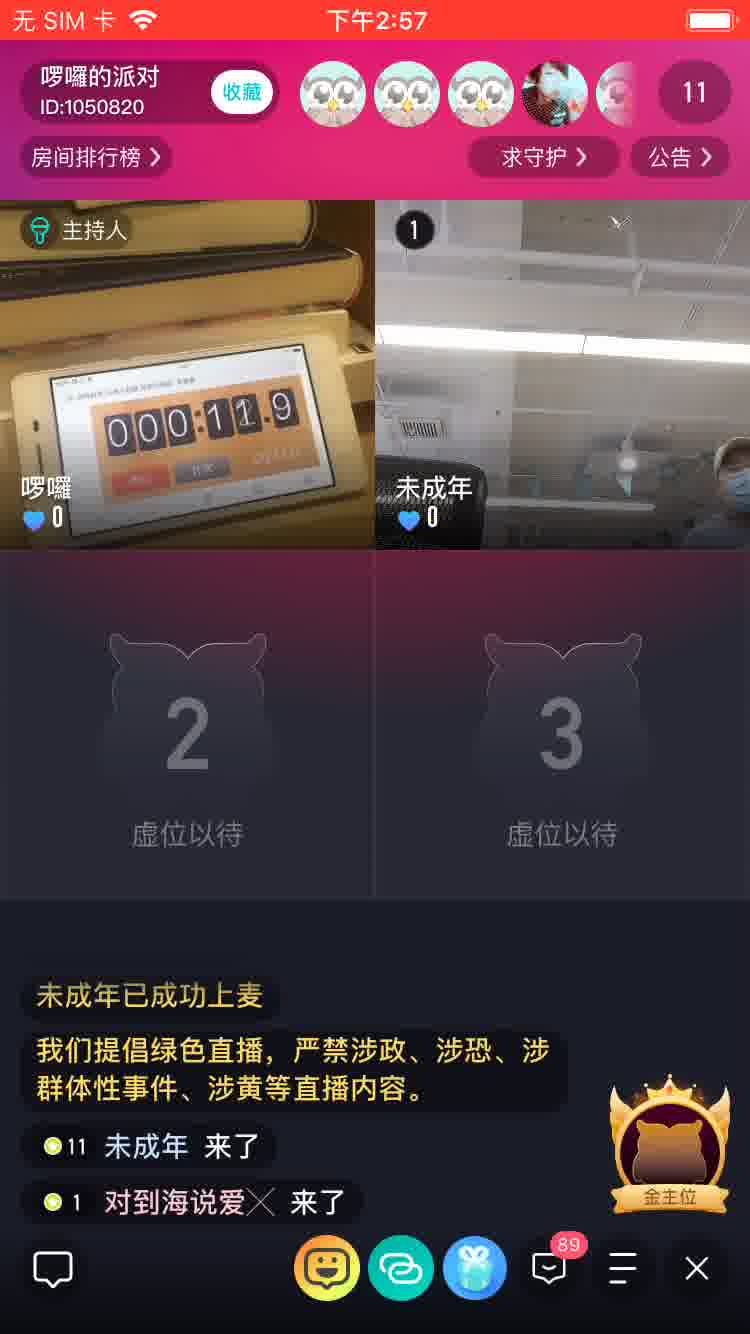 无 SIM 卡
下午2:57
啰囉的派对
ID:1050820
收藏
11
房间排行榜
求守护
公告
主持人
1
000:11.9
啰囉
0
未成年
0
2
3
虚位以待
虚位以待
未成年已成功上麦
我们提倡绿色直播，严禁涉政、涉恐、涉
群体性事件、涉黄等直播内容。
11 未成年 来了
1 对到海说爱╳ 来了
金主位
89